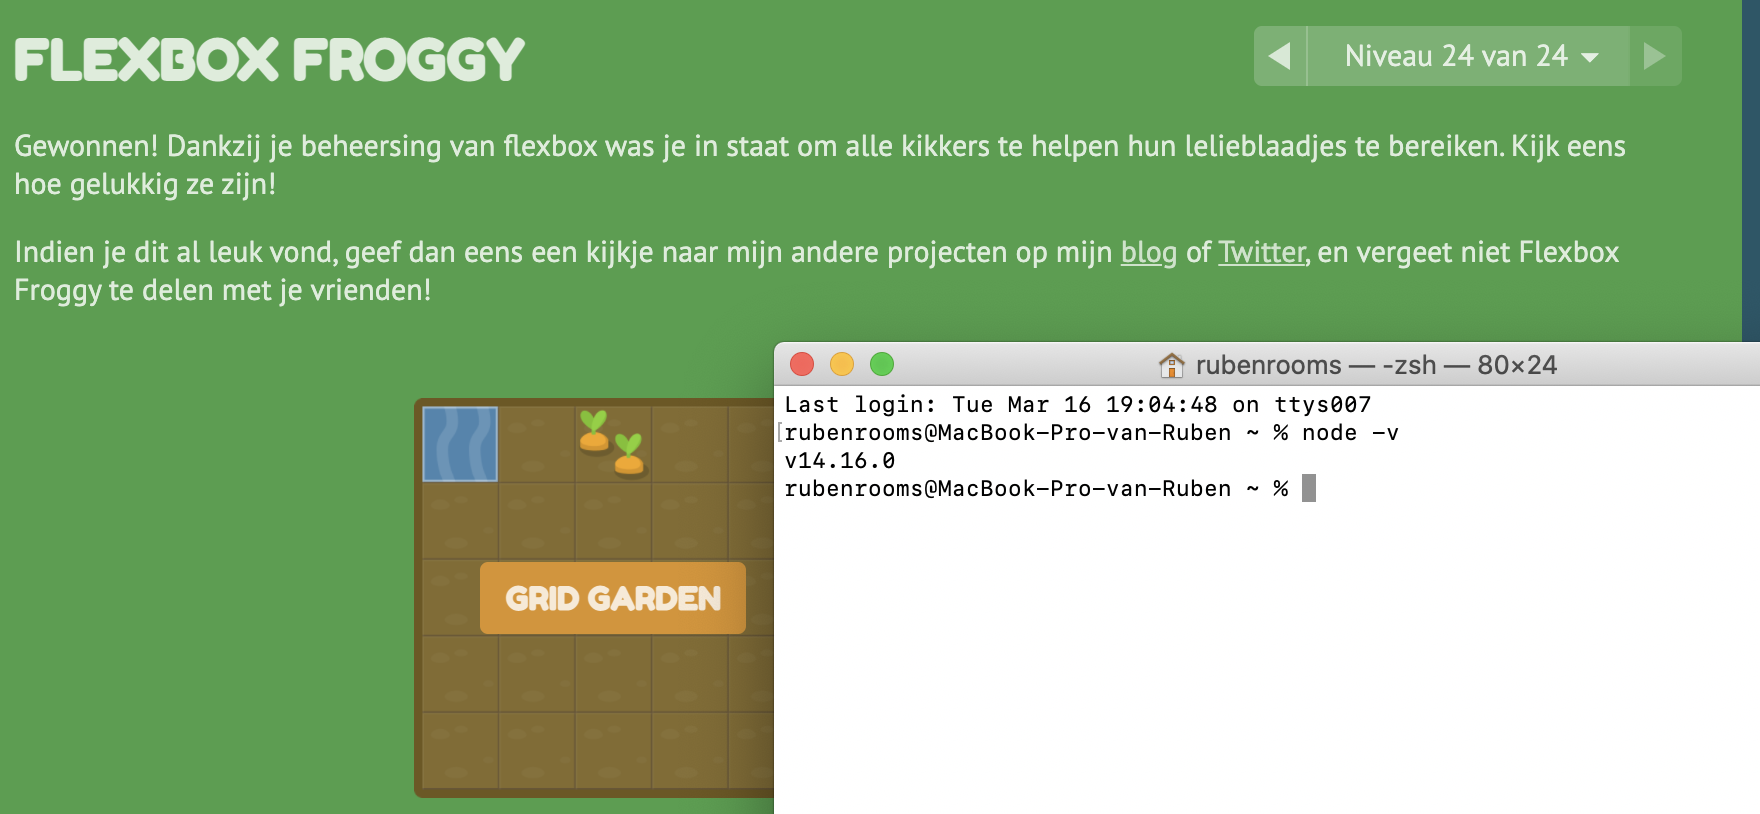 FLEXBOX FROGGY
Niveau 24 van 24
Gewonnen! Dankzij je beheersing van flexbox was je in staat om alle kikkers te helpen hun lelieblaadjes te bereiken. Kijk eens
hoe gelukkig ze zijn!
Indien je dit al leuk vond, geef dan eens een kijkje naar mijn andere projecten op mijn blog of Twitter, en vergeet niet Flexbox
Froggy te delen met je vrienden!
rubenrooms — -zsh — 80×24
Last login: Tue Mar 16 19:04:48 on ttys007
[rubenrooms@MacBook-Pro-van-Ruben ~ % node -v
v14.16.0
rubenrooms@MacBook-Pro-van-Ruben ~ %
GRID GARDEN